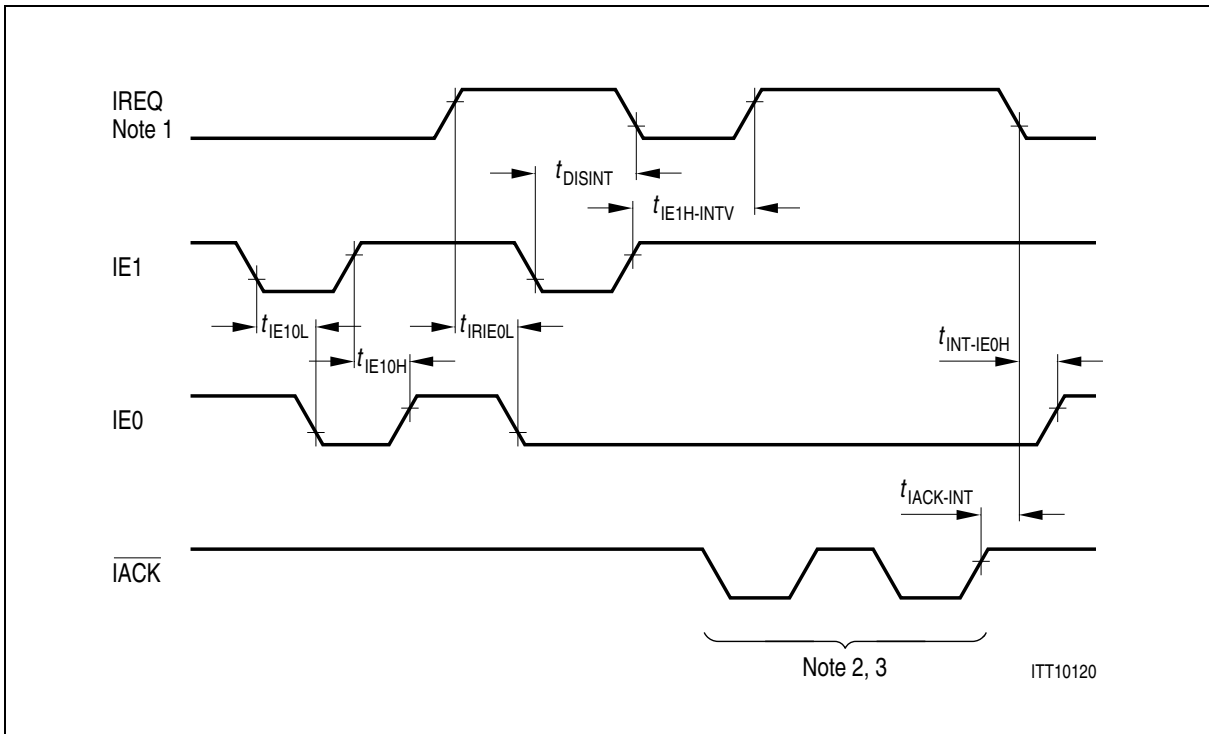 IREQ
Note 1
tDISINT
tIE1H-INTV
IE1
tIE10L
tIRIE0L
tIE10H
tINT-IE0H
IE0
tIACK-INT
IACK
Note 2, 3
ITT10120